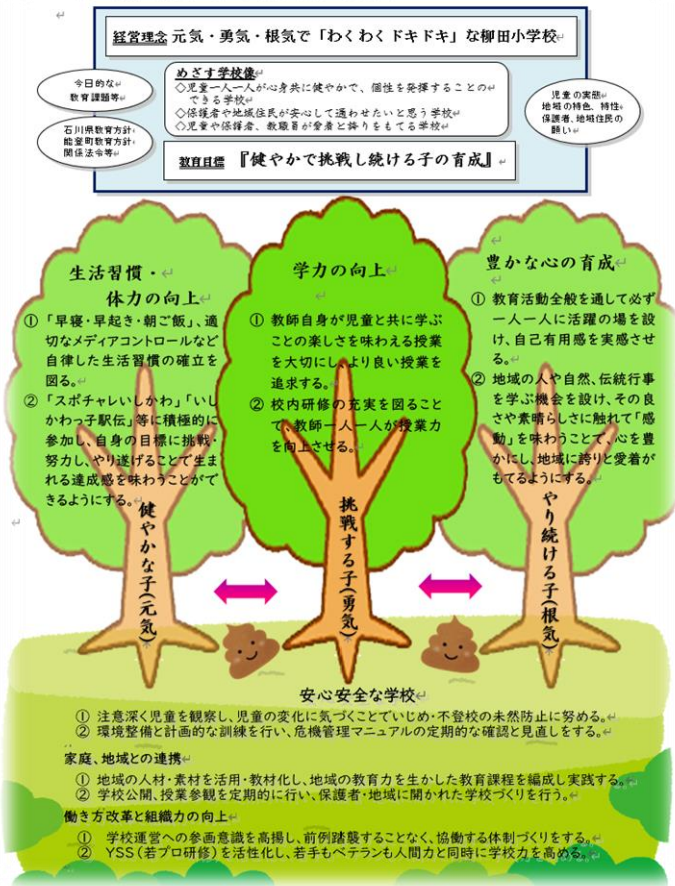 経営理念 元気・勇気・根気で「わくわくドキドキ」な柳田小学校
めざす学校像
◇児童一人一人が心身共に健やかで、個性を発揮することの
できる学校
◇保護者や地域住民が安心して通わせたいと思う学校
◇児童や保護者、教職員が愛着と誇りをもてる学校
教育目標 『健やかで挑戦し続ける子の育成』
今日的な
教育課題等
石川県教育方針
能登町教育方針
関係法令等
児童の実態
地域の特色、特性
保護者、地域住民の
願い
生活習慣・
体力の向上
① 「早寝・早起き・朝ご飯」、適
切なメディアコントロールなど
自律した生活習慣の確立を
図る。
② 「スポチャレいしかわ」「いし
かわっ子駅伝」等に積極的に
参加し、自身の目標に挑戦・
努力し、やり遂げることで生ま
れる達成感を味わうことがで
きるようにする。
健やかな子(元気)
学力の向上
① 教師自身が児童と共に学ぶ
ことの楽しさを味わえる授業
を大切にし、より良い授業を
追求する。
② 校内研修の充実を図ること
で、教師一人一人が授業力
を向上させる。
挑戦する子(勇気)
豊かな心の育成
① 教育活動全般を通して必ず
一人一人に活躍の場を設
け、自己有用感を実感させ
る。
② 地域の人や自然、伝統行事
を学ぶ機会を設け、その良
さや素晴らしさに触れて「感
動」を味わうことで、心を豊
かにし、地域に誇りと愛着が
もてるようにする。
やり続ける子(根気)
安心安全な学校
① 注意深く児童を観察し、児童の変化に気づくことでいじめ・不登校の未然防止に努める。
② 環境整備と計画的な訓練を行い、危機管理マニュアルの定期的な確認と見直しをする。
家庭、地域との連携
① 地域の人材・素材を活用・教材化し、地域の教育力を生かした教育課程を編成し実践する。
② 学校公開、授業参観を定期的に行い、保護者・地域に開かれた学校づくりを行う。
働き方改革と組織力の向上
① 学校運営への参画意識を高揚し、前例踏襲することなく、協働する体制づくりをする。
② YSS(若プロ研修)を活性化し、若手もベテランも人間力と同時に学校力を高める。